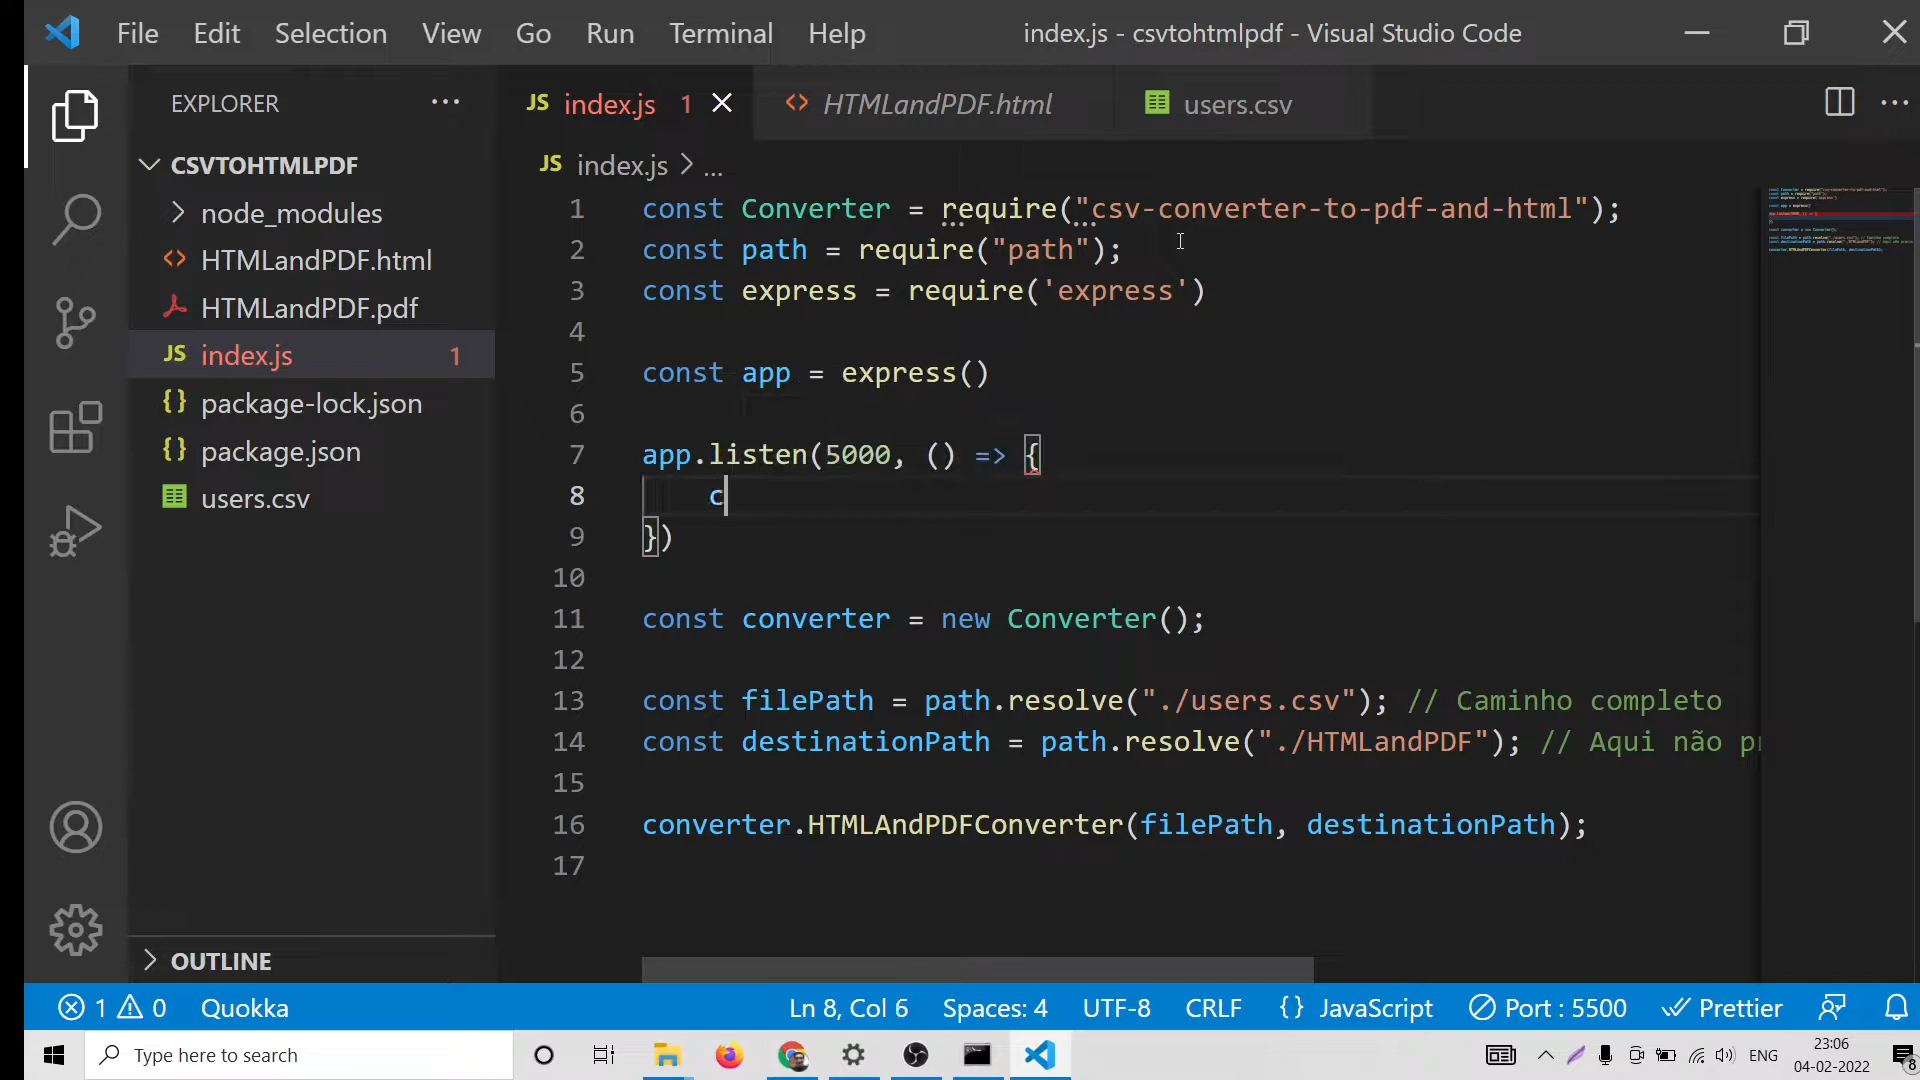 File Edit Selection View Go Run Terminal Help index.js - csvtohtmlpdf - Visual Studio Code
EXPLORER
index.js 1 HTMLandPDF.html users.csv
JS index.js > ...
CSVTOHTMLPDF
node_modules
HTMLandPDF.html
HTMLandPDF.pdf
JS index.js 1
{} package-lock.json
{} package.json
users.csv
OUTLINE
1 const Converter = require("csv-converter-to-pdf-and-html");
2 const path = require("path");
3 const express = require('express')
4
5 const app = express()
6
7 app.listen(5000, () => {
8 c
9 })
10
11 const converter = new Converter();
12
13 const filePath = path.resolve("./users.csv"); // Caminho completo
14 const destinationPath = path.resolve("./HTMLandPDF"); // Aqui não
15
16 converter.HTMLAndPDFConverter(filePath, destinationPath);
17
1 0 Quokka Ln 8, Col 6 Spaces: 4 UTF-8 CRLF {} JavaScript Port : 5500 Prettier
Type here to search ENG 23:06
04-02-2022 8